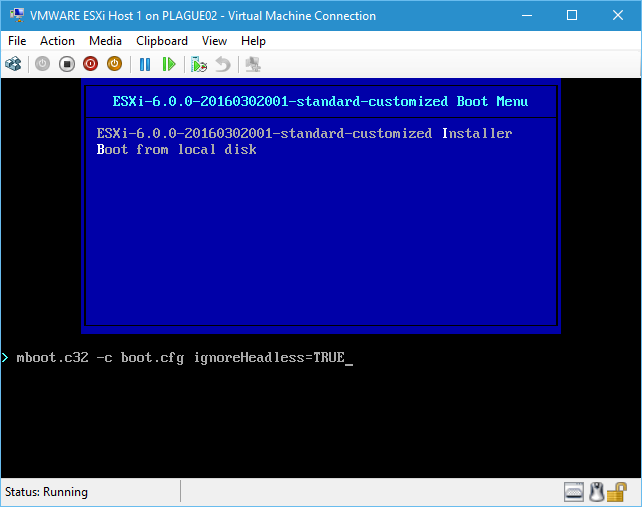 VMWARE ESXi Host 1 on PLAGUE02 - Virtual Machine Connection
File Action Media Clipboard View Help
ESXi-6.0.0-20160302001-standard-customized Boot Menu
ESXi-6.0.0-20160302001-standard-customized Installer
Boot from local disk
> mboot.c32 -c boot.cfg ignoreHeadless=TRUE_
Status: Running